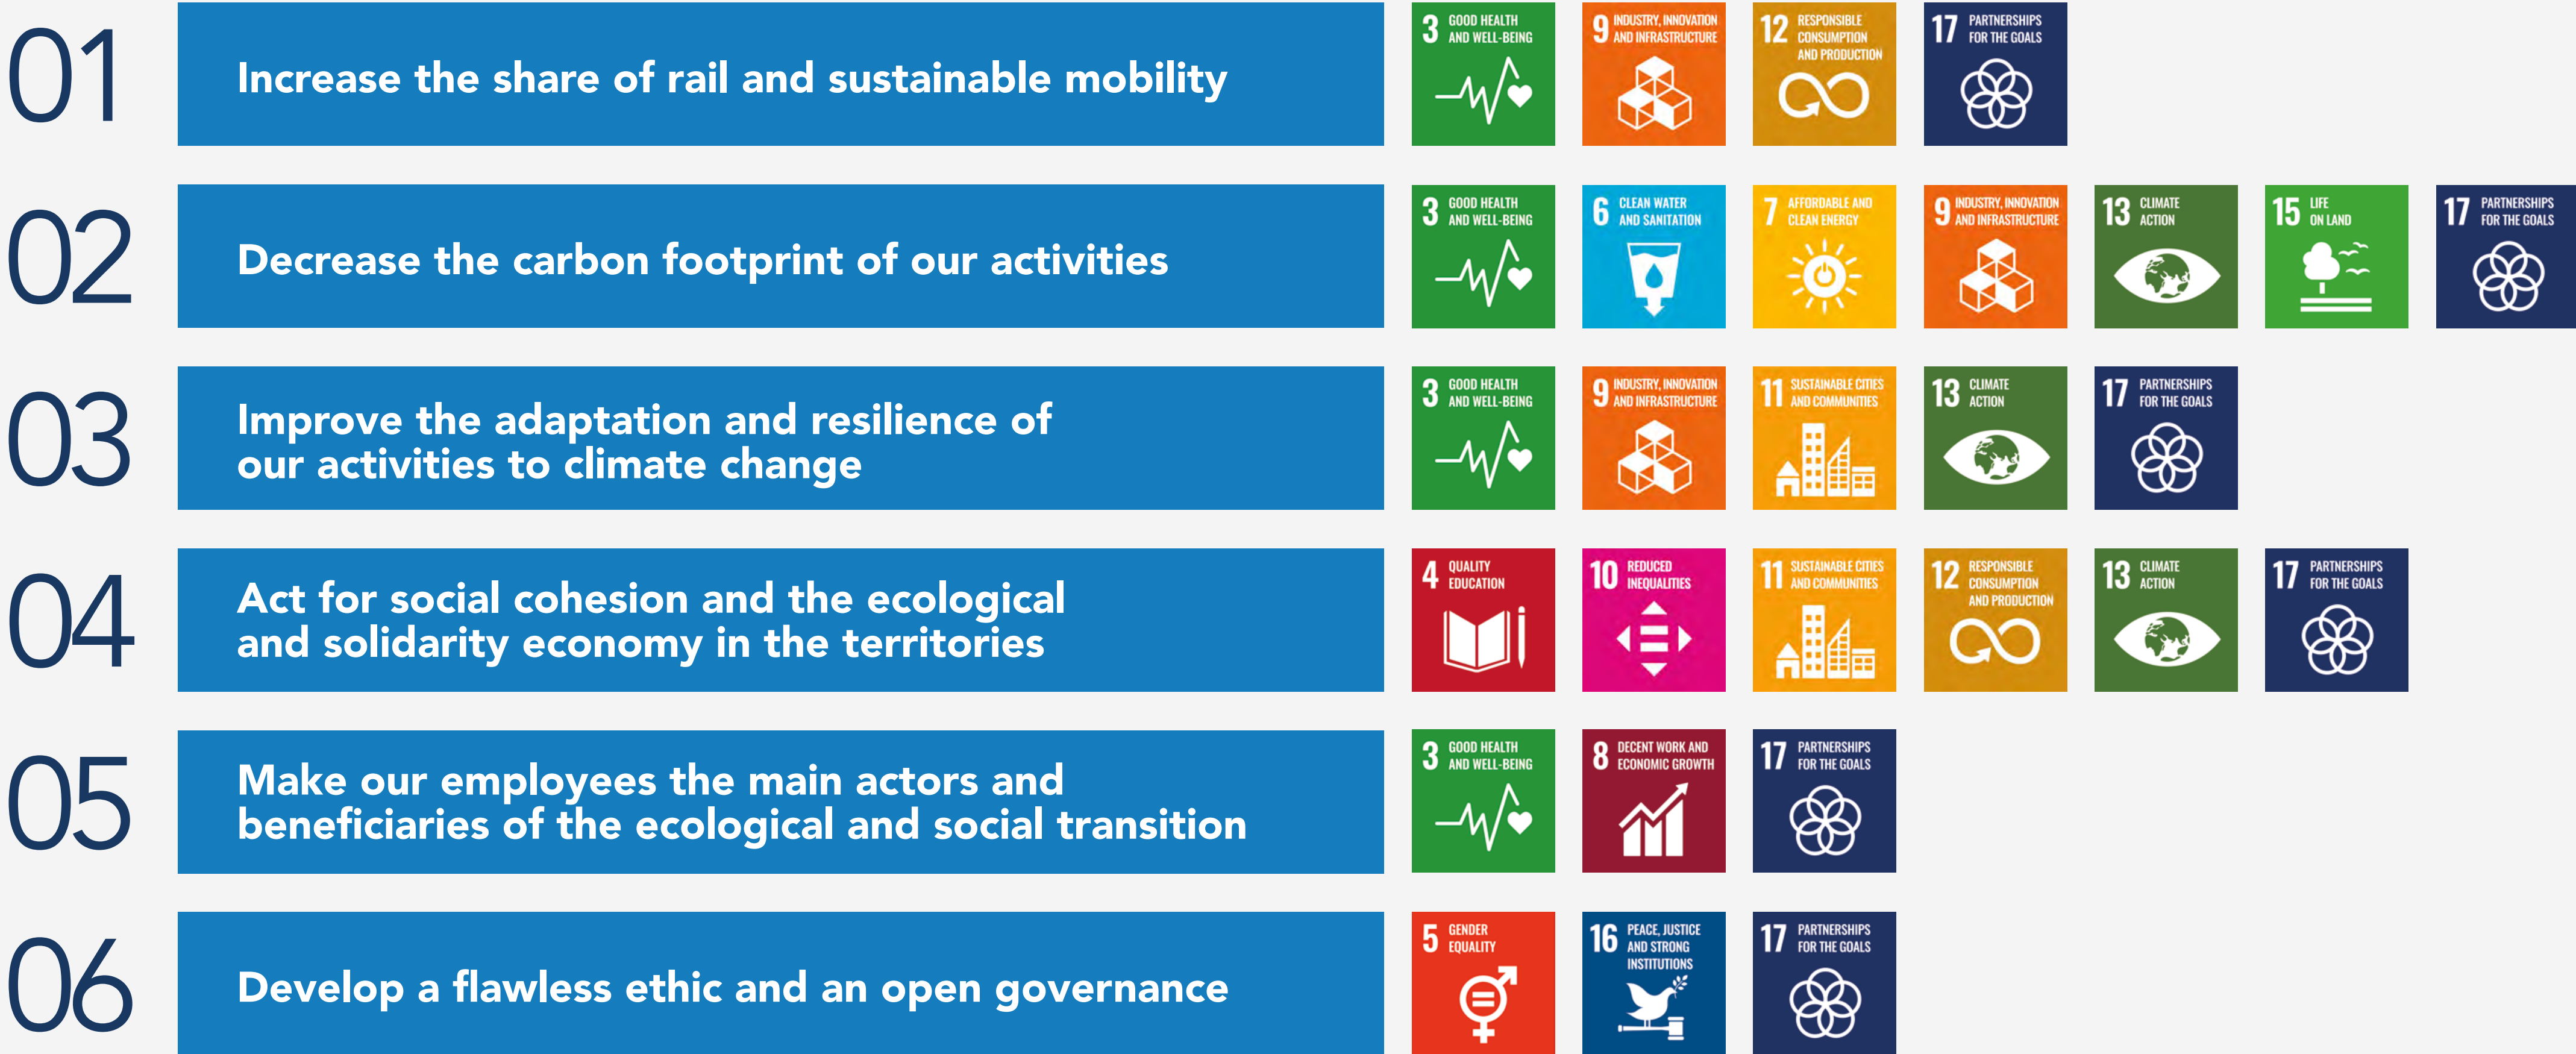 01
Increase the share of rail and sustainable mobility
3 GOOD HEALTH
AND WELL-BEING
9 INDUSTRY, INNOVATION
AND INFRASTRUCTURE
12 RESPONSIBLE
CONSUMPTION
AND PRODUCTION
17 PARTNERSHIPS
FOR THE GOALS
02
Decrease the carbon footprint of our activities
3 GOOD HEALTH
AND WELL-BEING
6 CLEAN WATER
AND SANITATION
7 AFFORDABLE AND
CLEAN ENERGY
9 INDUSTRY, INNOVATION
AND INFRASTRUCTURE
13 CLIMATE
ACTION
15 LIFE
ON LAND
17 PARTNERSHIPS
FOR THE GOALS
03
Improve the adaptation and resilience of
our activities to climate change
3 GOOD HEALTH
AND WELL-BEING
9 INDUSTRY, INNOVATION
AND INFRASTRUCTURE
11 SUSTAINABLE CITIES
AND COMMUNITIES
13 CLIMATE
ACTION
17 PARTNERSHIPS
FOR THE GOALS
04
Act for social cohesion and the ecological
and solidarity economy in the territories
4 QUALITY
EDUCATION
10 REDUCED
INEQUALITIES
11 SUSTAINABLE CITIES
AND COMMUNITIES
12 RESPONSIBLE
CONSUMPTION
AND PRODUCTION
13 CLIMATE
ACTION
17 PARTNERSHIPS
FOR THE GOALS
05
Make our employees the main actors and
beneficiaries of the ecological and social transition
3 GOOD HEALTH
AND WELL-BEING
8 DECENT WORK AND
ECONOMIC GROWTH
17 PARTNERSHIPS
FOR THE GOALS
06
Develop a flawless ethic and an open governance
5 GENDER
EQUALITY
16 PEACE, JUSTICE
AND STRONG
INSTITUTIONS
17 PARTNERSHIPS
FOR THE GOALS